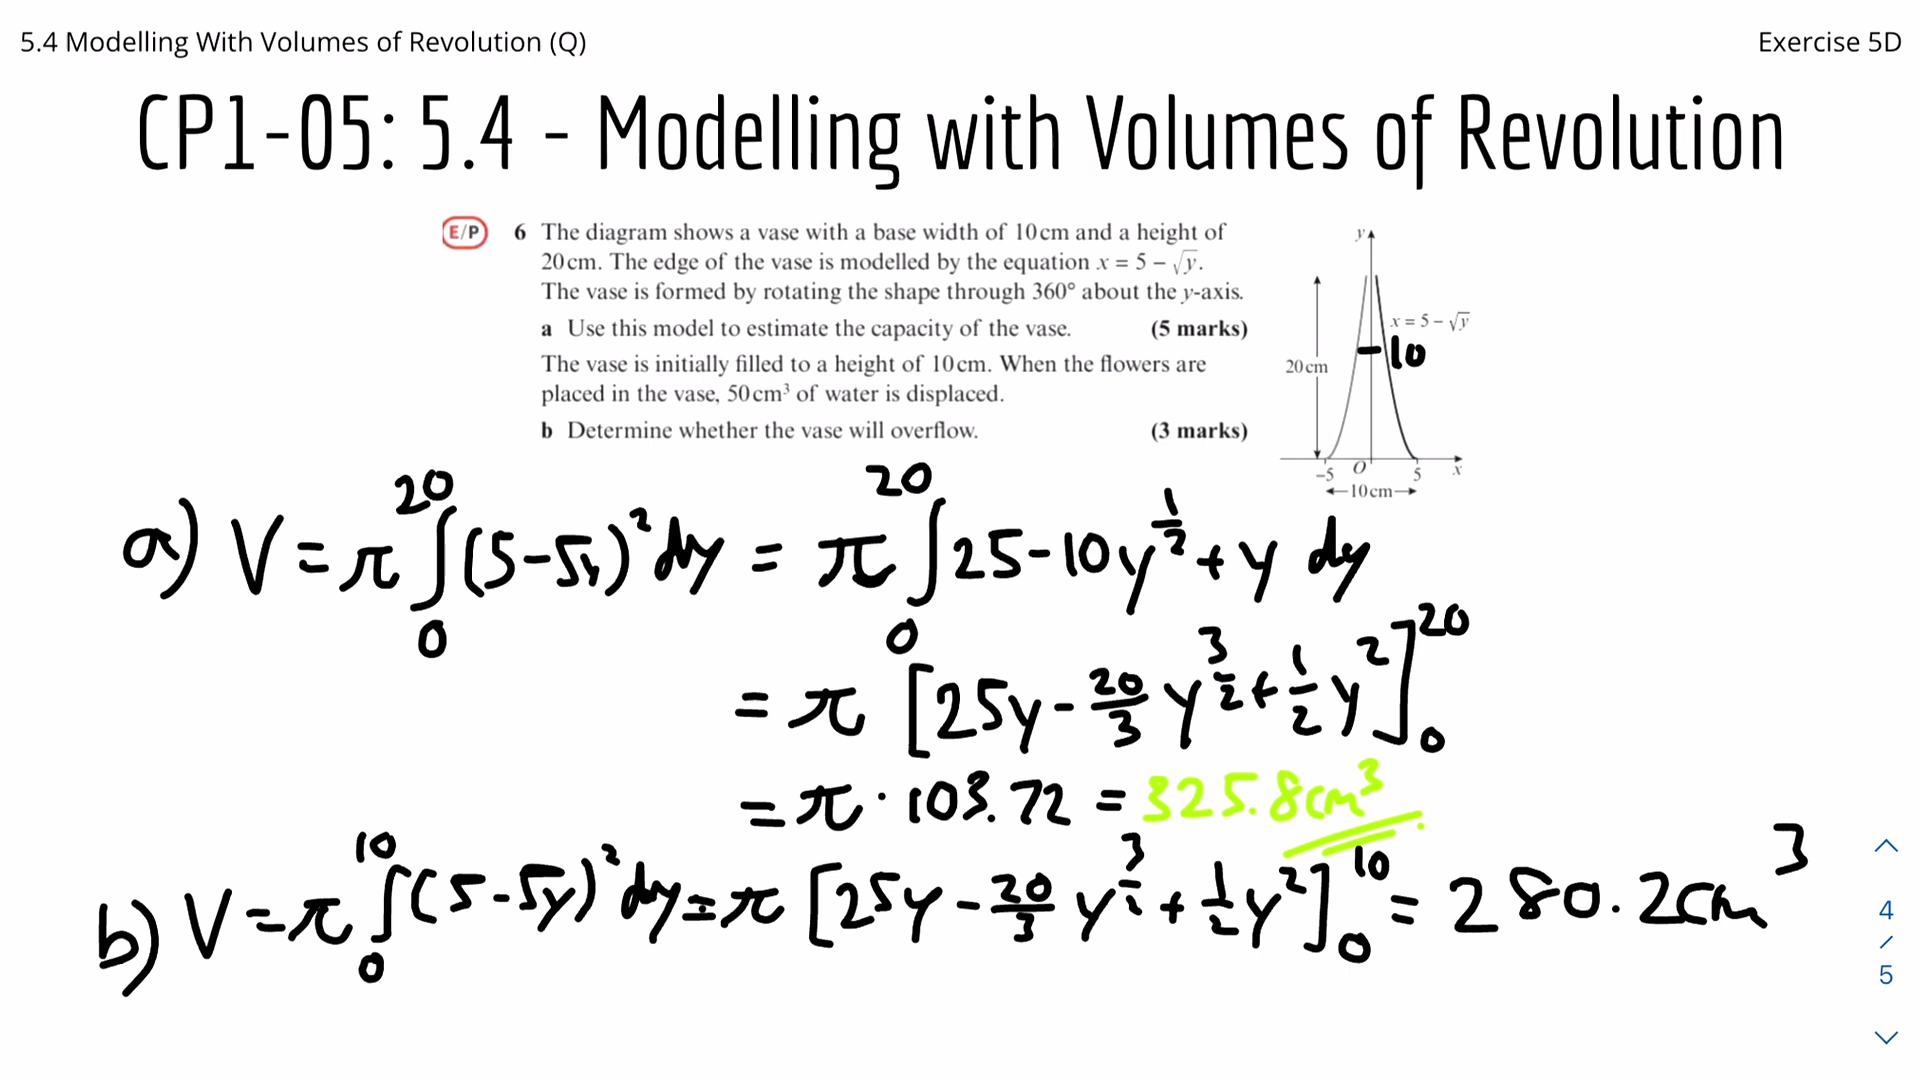 5.4 Modelling With Volumes of Revolution (Q)
Exercise 5D
CP1-05: 5.4 - Modelling with Volumes of Revolution
E/P 6 The diagram shows a vase with a base width of 10 cm and a height of
20 cm. The edge of the vase is modelled by the equation x = 5 − √y.
The vase is formed by rotating the shape through 360° about the y-axis.
a Use this model to estimate the capacity of the vase. (5 marks)
The vase is initially filled to a height of 10 cm. When the flowers are
placed in the vase, 50 cm³ of water is displaced.
b Determine whether the vase will overflow. (3 marks)
y
x = 5 − √y
10
20 cm
−5 O 5 x
10 cm
a) V = π ∫₀²⁰ (5-√y)² dy = π ∫₀²⁰ 25-10y^(1/2) + y dy
= π [25y - 20/3 y^(3/2) + 1/2 y²]₀²⁰
= π · 103.72 = 325.8cm³
b) V = π ∫₀¹⁰ (5-√y)² dy = π [25y - 20/3 y^(3/2) + 1/2 y²]₀¹⁰ = 280.2cm³
4
/
5